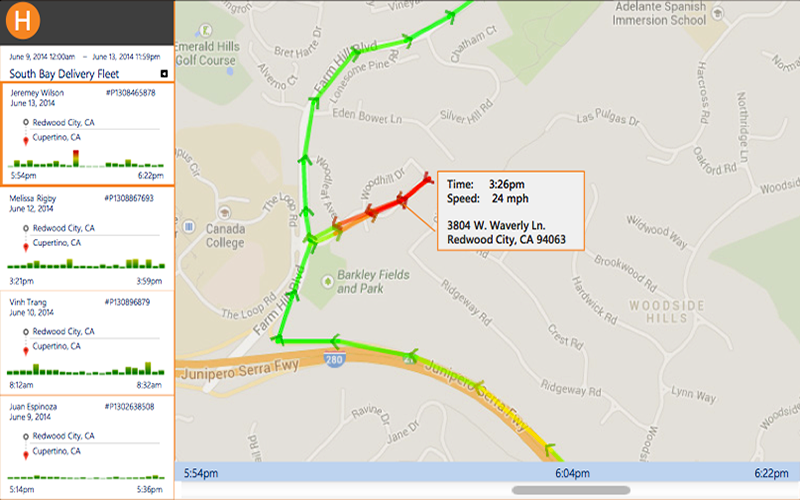 H
June 9, 2014 12:00am – June 13, 2014 11:59pm
South Bay Delivery Fleet
Jeremey Wilson #P1308465878
June 13, 2014
Redwood City, CA
Cupertino, CA
5:54pm 6:22pm
Melissa Rigby #P1308867693
June 12, 2014
Redwood City, CA
Cupertino, CA
3:21pm 3:59pm
Vinh Trang #P130896879
June 10, 2014
Redwood City, CA
Cupertino, CA
8:12am 8:32am
Juan Espinoza #P1302638508
June 9, 2014
Redwood City, CA
Cupertino, CA
5:14pm 5:36pm
Adelante Spanish
Immersion School
Emerald Hills
Golf Course
Bret Harte Dr
Alverno Ct
Farm Hill Blvd
Lonesome Pine Rd
Chatham Ct
Eden Bower Ln
Silver Hill Rd
Las Pulgas Dr
Harcross Rd
Northridge Ln
Oakford Rd
Woodside
Woodleaf Ave
Woodhill Dr
The Loop Rd
Canada
College
Time: 3:26pm
Speed: 24 mph
3804 W. Waverly Ln.
Redwood City, CA 94063
Wildwood Way
Brookwood Rd
Hardwick Rd
WOODSIDE
HILLS
Barkley Fields
and Park
Ridgeway Rd
Crest Rd
The Loop Rd
Farm Hill Blvd
280
Junipero Serra Fwy
Junipero Serra Fwy
Ridgeway Rd
Lynn Way
Ravine Dr
Jane Dr
5:54pm 6:04pm 6:22pm